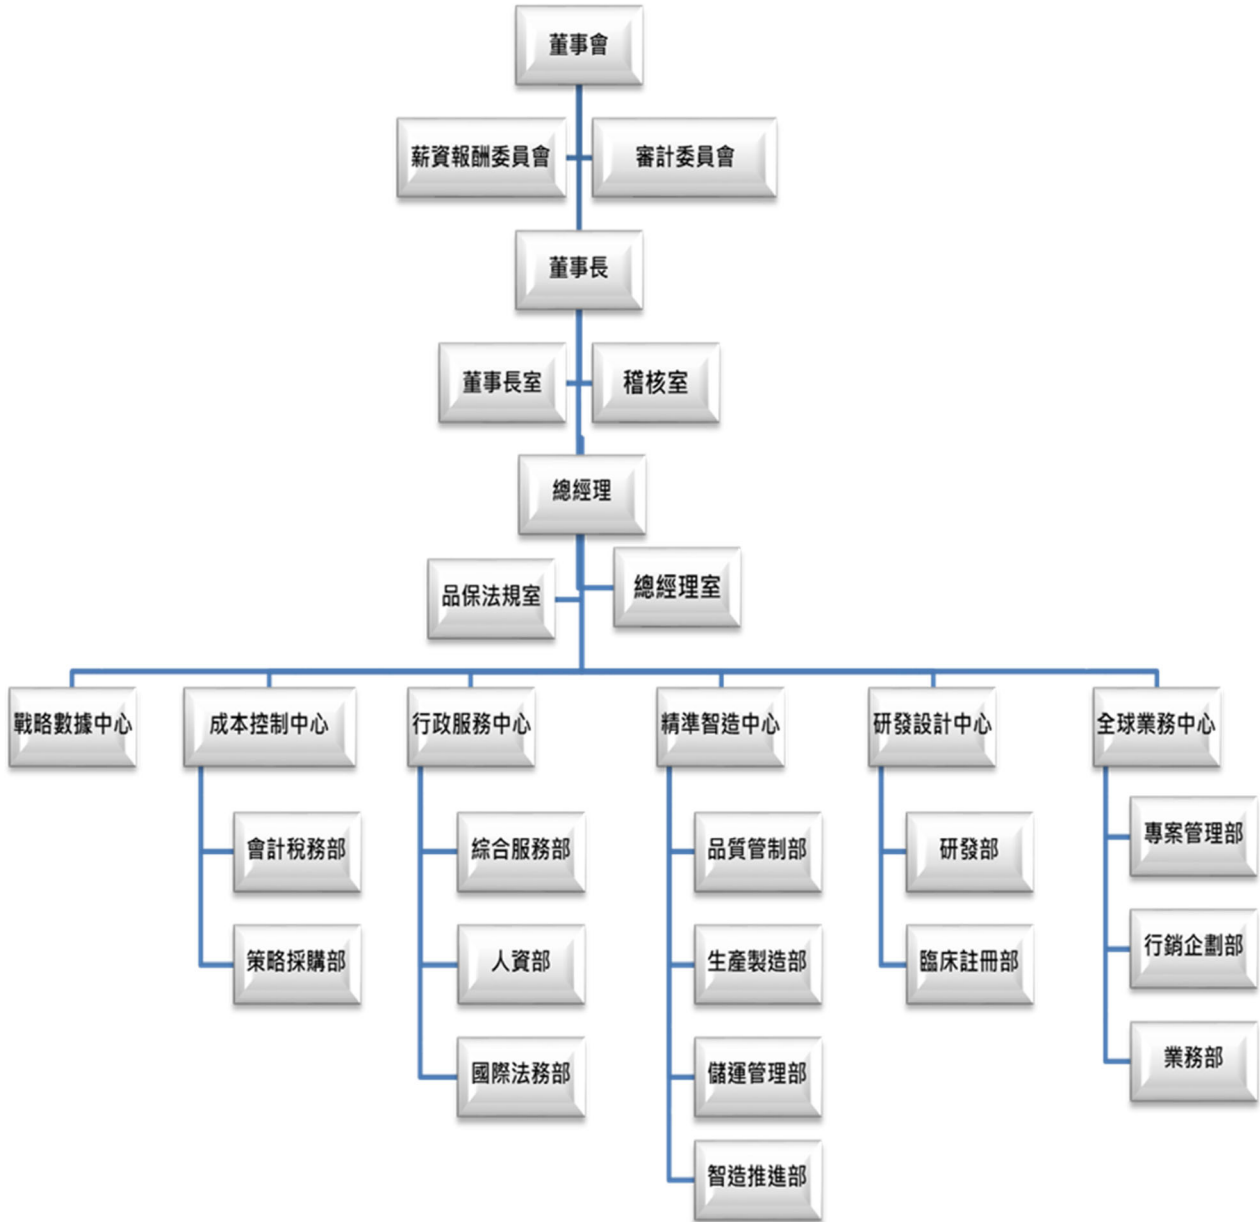 董事會
薪資報酬委員會
審計委員會
董事長
董事長室
稽核室
總經理
品保法規室
總經理室
戰略數據中心
成本控制中心
行政服務中心
精準智造中心
研發設計中心
全球業務中心
會計稅務部
策略採購部
綜合服務部
人資部
國際法務部
品質管制部
生產製造部
儲運管理部
智造推進部
研發部
臨床註冊部
專案管理部
行銷企劃部
業務部